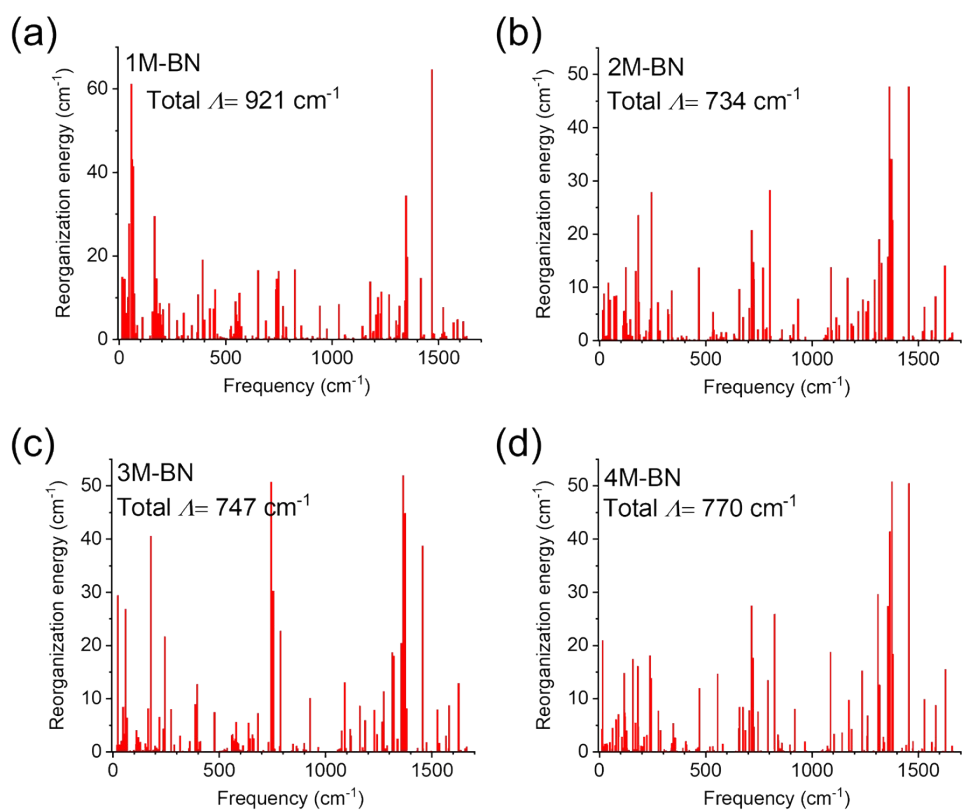 (a)
1M-BN
Total Λ= 921 cm⁻¹
Reorganization energy (cm⁻¹)
60
40
20
0
0 500 1000 1500
Frequency (cm⁻¹)
(b)
2M-BN
Total Λ= 734 cm⁻¹
Reorganization energy (cm⁻¹)
50
40
30
20
10
0
0 500 1000 1500
Frequency (cm⁻¹)
(c)
3M-BN
Total Λ= 747 cm⁻¹
Reorganization energy (cm⁻¹)
50
40
30
20
10
0
0 500 1000 1500
Frequency (cm⁻¹)
(d)
4M-BN
Total Λ= 770 cm⁻¹
Reorganization energy (cm⁻¹)
50
40
30
20
10
0
0 500 1000 1500
Frequency (cm⁻¹)